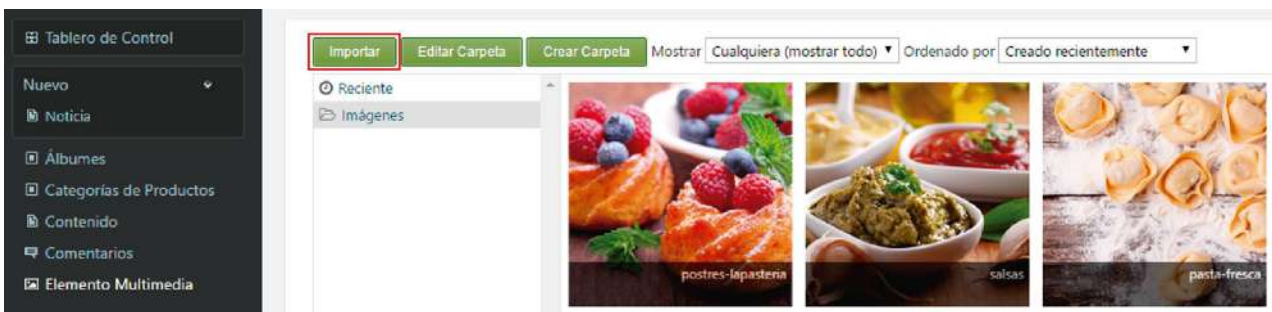 Tablero de Control
Nuevo
Noticia
Álbumes
Categorías de Productos
Contenido
Comentarios
Elemento Multimedia
Importar Editar Carpeta Crear Carpeta Mostrar Cualquiera (mostrar todo) Ordenado por Creado recientemente
Reciente
Imágenes
postres-lapasteria salsas pasta-fresca